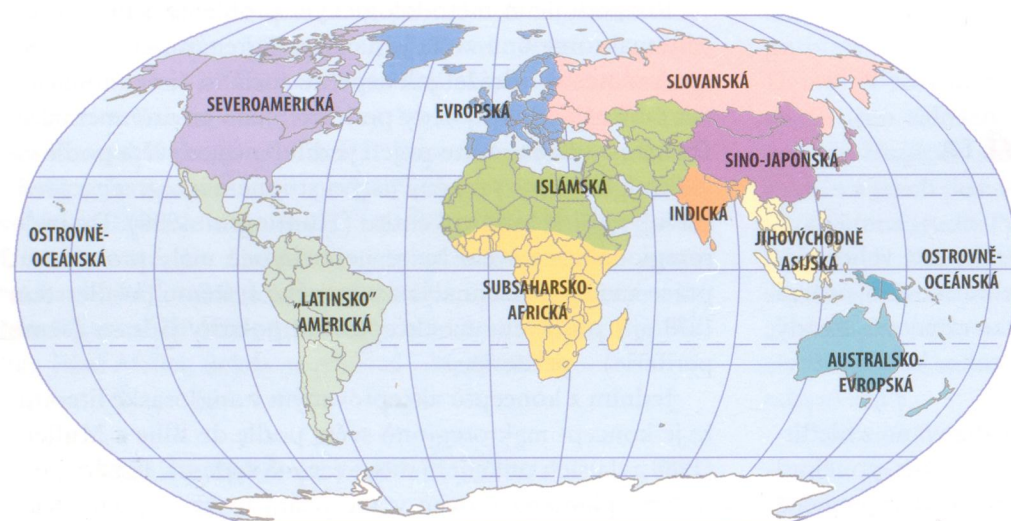 SEVEROAMERICKÁ
EVROPSKÁ
SLOVANSKÁ
SINO-JAPONSKÁ
ISLÁMSKÁ
INDICKÁ
OSTROVNĚ-
OCEÁNSKÁ
JIHOVÝCHODNĚ
ASIJSKÁ
OSTROVNĚ-
OCEÁNSKÁ
SUBSAHARSKO-
AFRICKÁ
„LATINSKO”
AMERICKÁ
AUSTRALSKO-
EVROPSKÁ